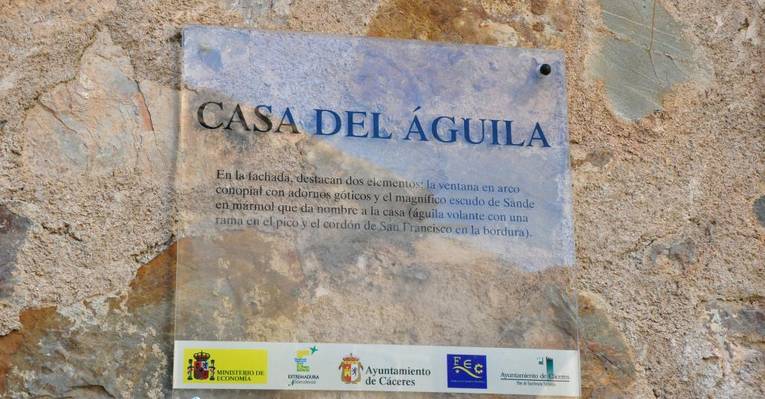 CASA DEL ÁGUILA
En la fachada, destacan dos elementos: la ventana en arco
conopial con adornos góticos y el magnífico escudo de Sande
en mármol que da nombre a la casa (águila volante con una
rama en el pico y el cordón de San Francisco en la bordura).
MINISTERIO DE
ECONOMÍA
EXTREMADURA
Ayuntamiento
de Cáceres
FEC
Ayuntamiento de Cáceres